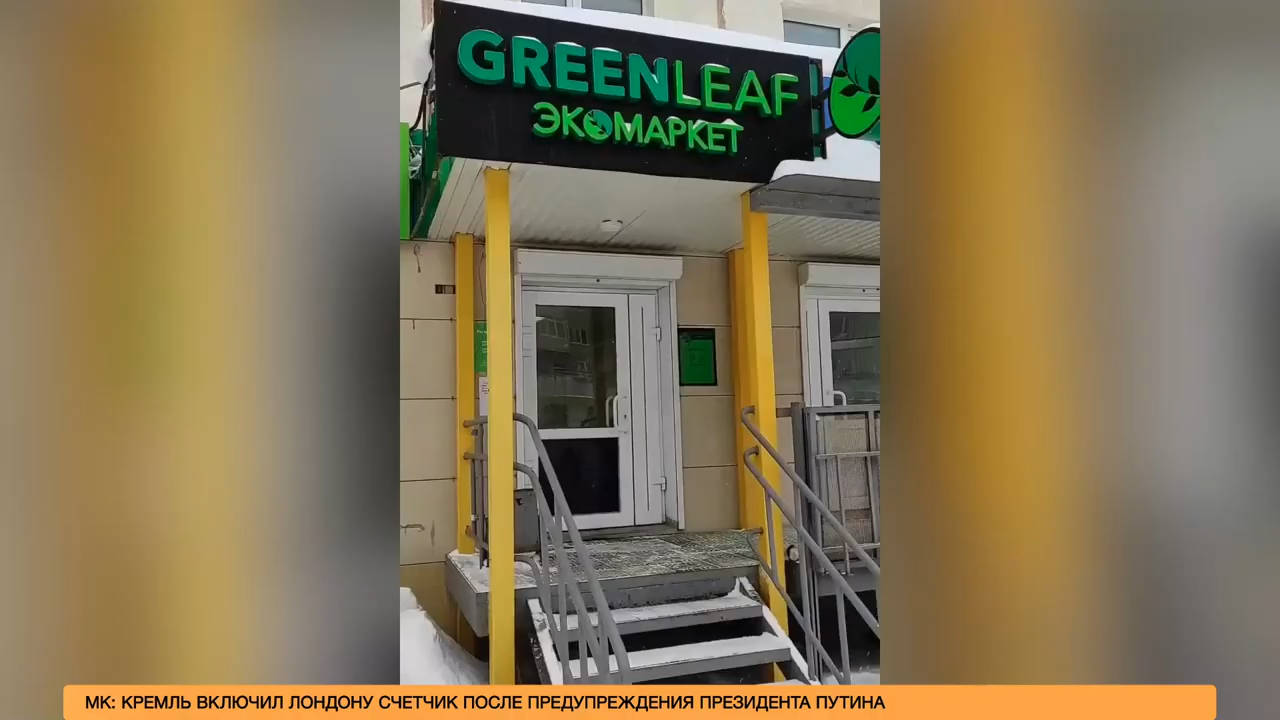 GREENLEAF
ЭКОМАРКЕТ
МК: КРЕМЛЬ ВКЛЮЧИЛ ЛОНДОНУ СЧЕТЧИК ПОСЛЕ ПРЕДУПРЕЖДЕНИЯ ПРЕЗИДЕНТА ПУТИНА